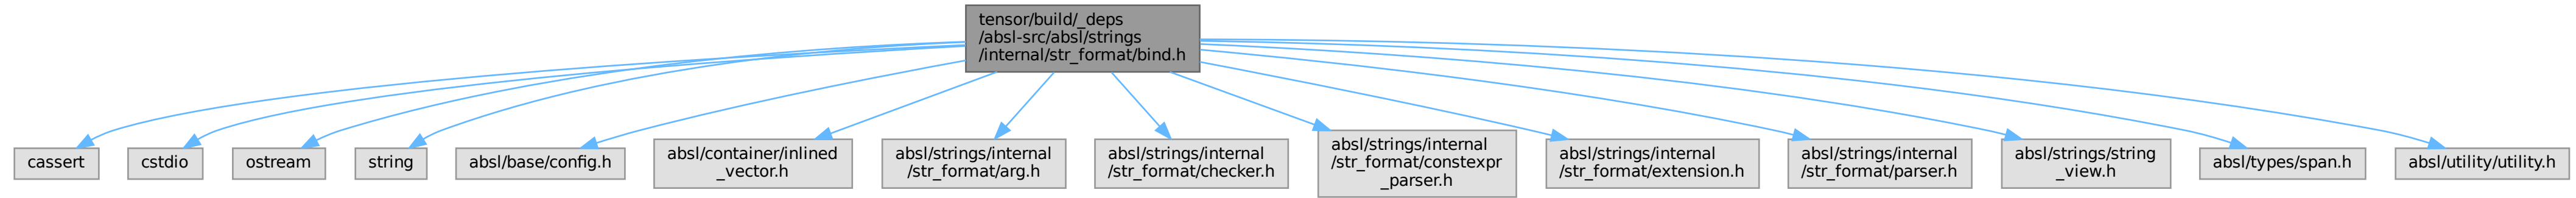 tensor/build/_deps
/absl-src/absl/strings
/internal/str_format/bind.h
cassert
cstdio
ostream
string
absl/base/config.h
absl/container/inlined
_vector.h
absl/strings/internal
/str_format/arg.h
absl/strings/internal
/str_format/checker.h
absl/strings/internal
/str_format/constexpr
_parser.h
absl/strings/internal
/str_format/extension.h
absl/strings/internal
/str_format/parser.h
absl/strings/string
_view.h
absl/types/span.h
absl/utility/utility.h